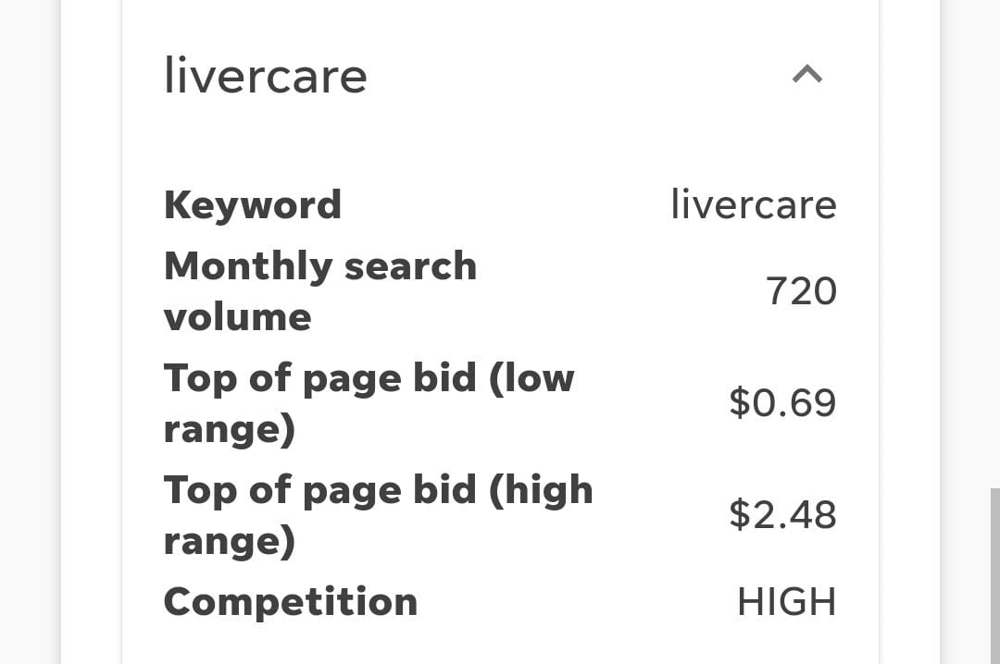 livercare
Keyword livercare
Monthly search
volume 720
Top of page bid (low
range) $0.69
Top of page bid (high
range) $2.48
Competition HIGH